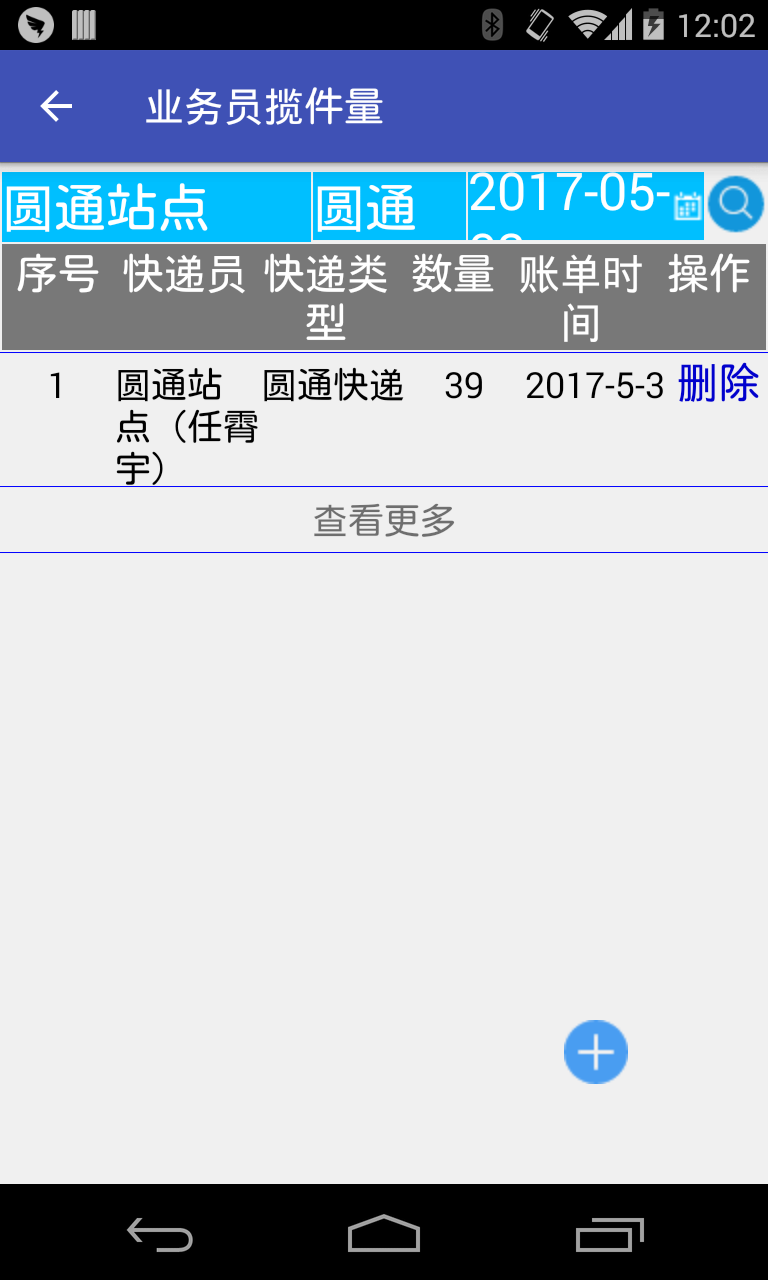 12:02
业务员揽件量
圆通站点 圆通 2017-05-
序号 快递员 快递类型 数量 账单时间 操作
1 圆通站点（任霄宇） 圆通快递 39 2017-5-3 删除
查看更多